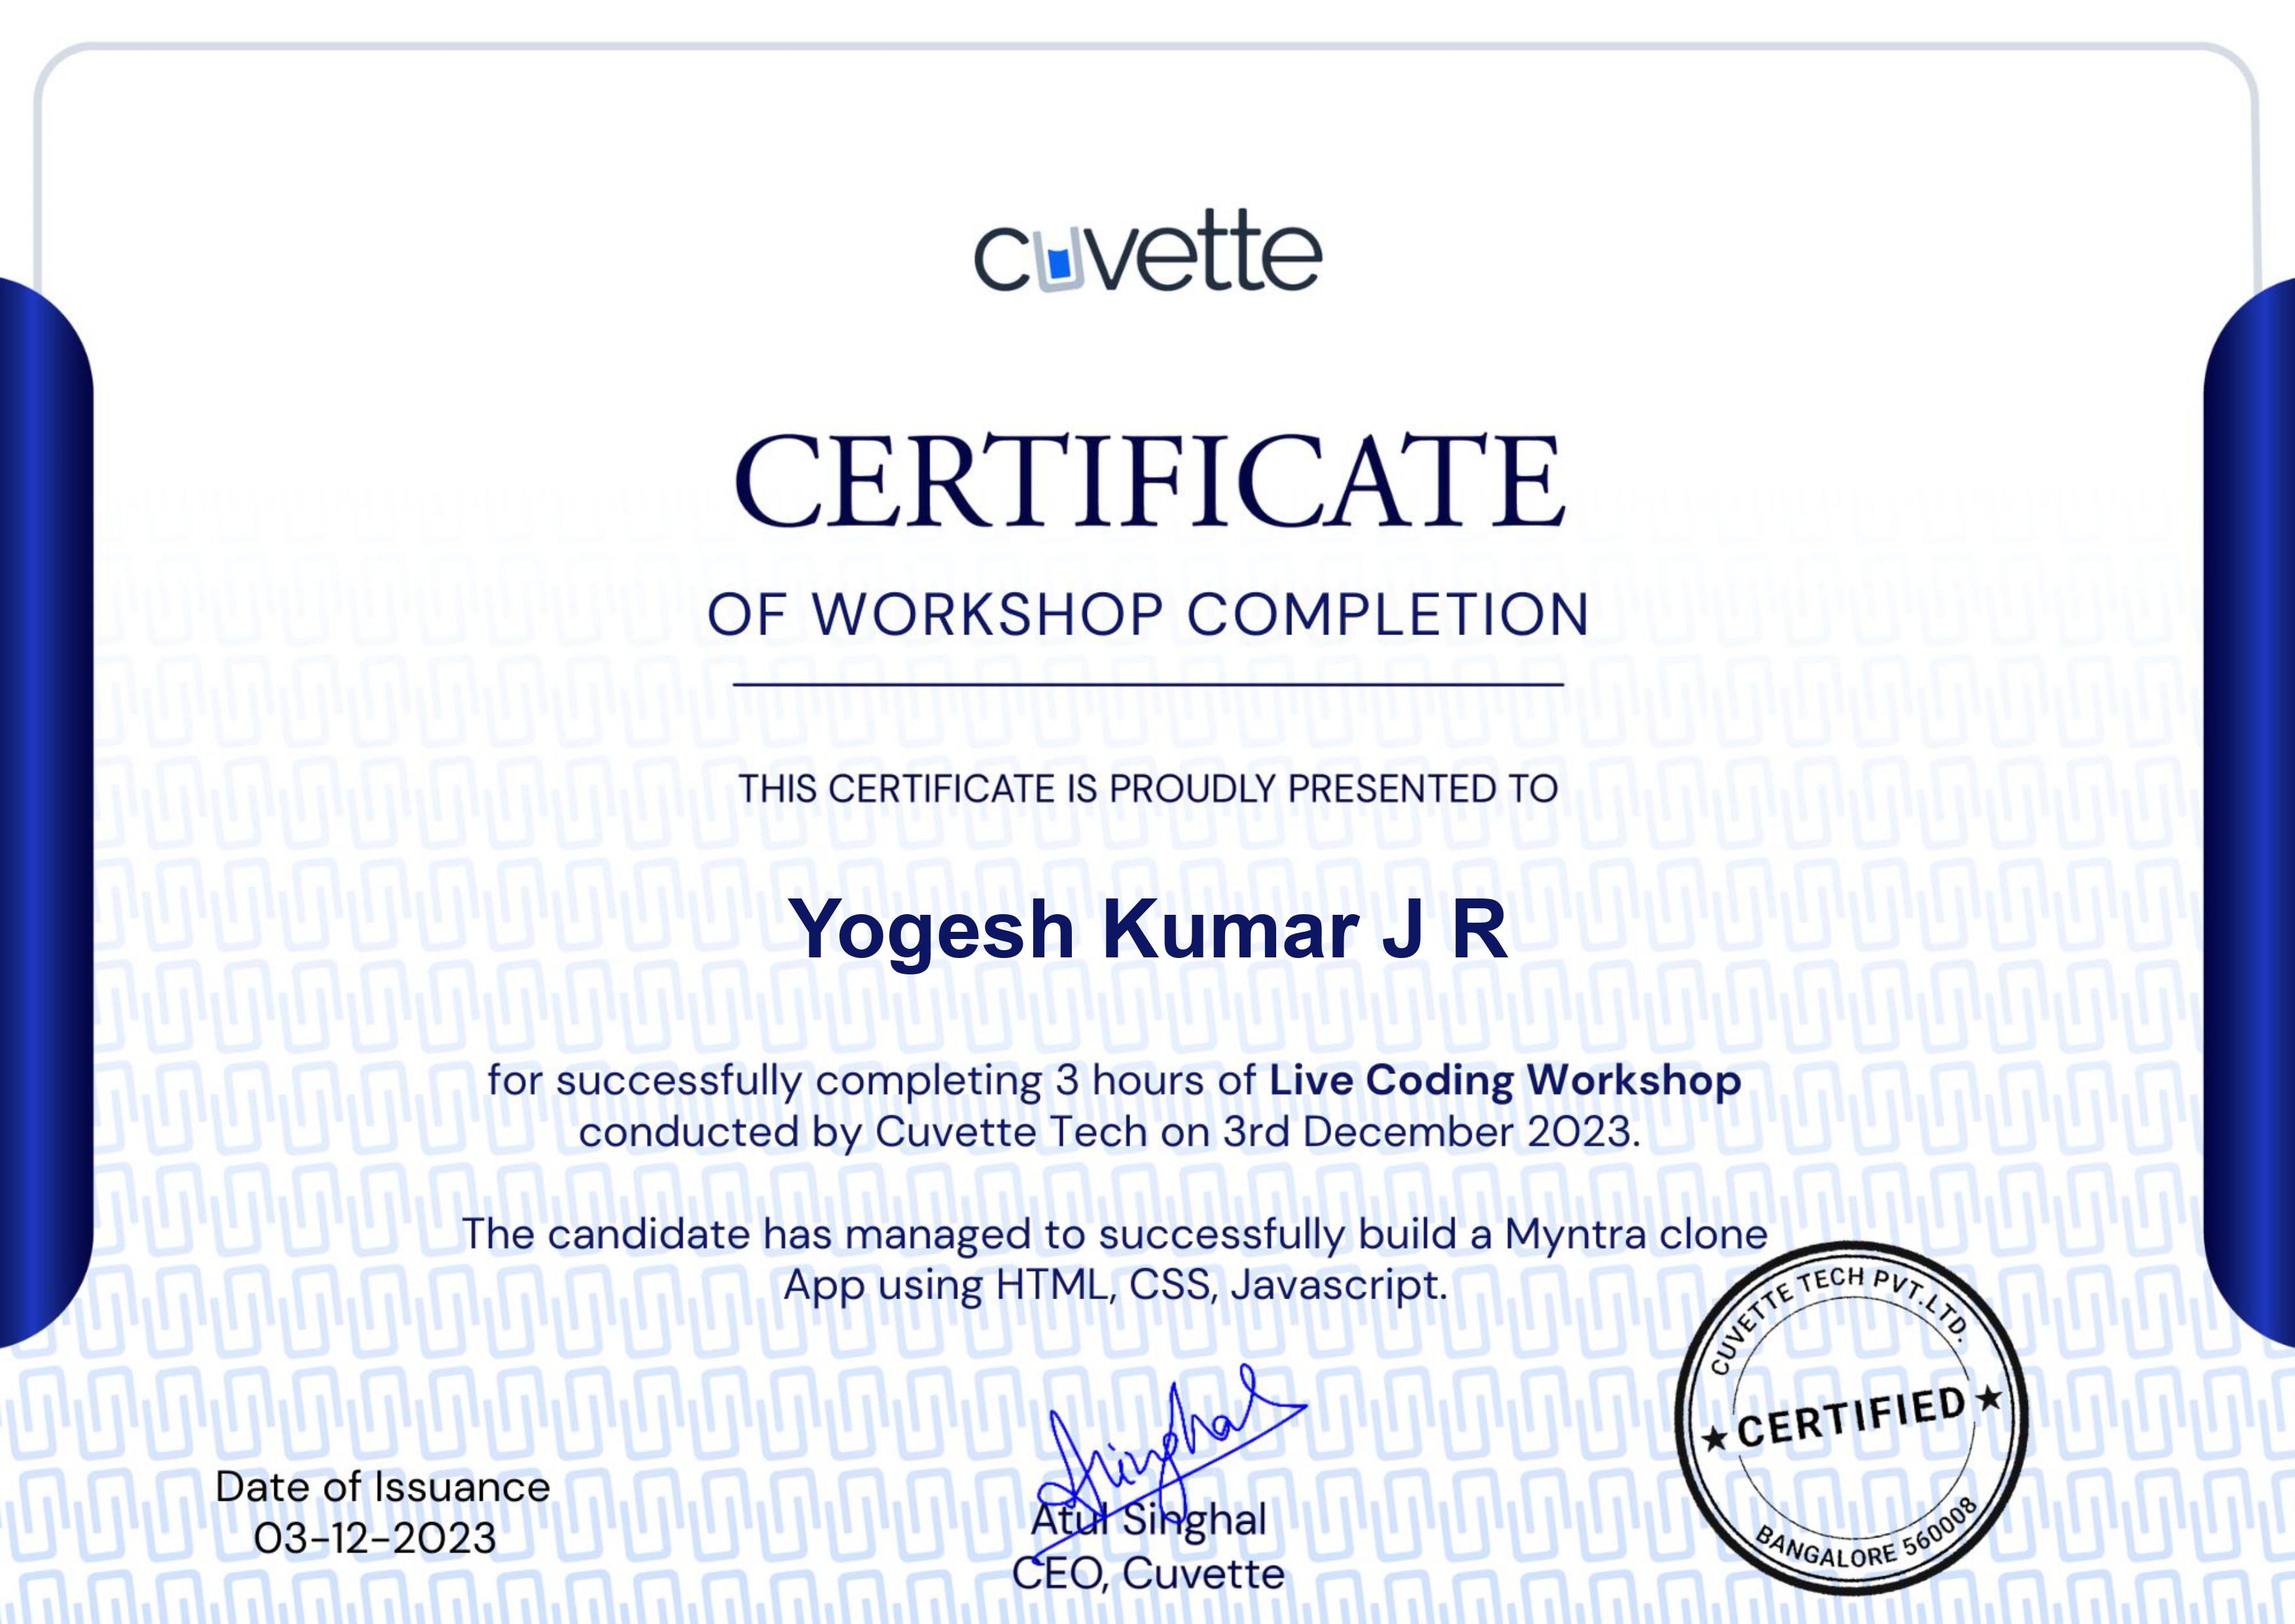 cuvette
CERTIFICATE
OF WORKSHOP COMPLETION
THIS CERTIFICATE IS PROUDLY PRESENTED TO
Yogesh Kumar J R
for successfully completing 3 hours of Live Coding Workshop
conducted by Cuvette Tech on 3rd December 2023.
The candidate has managed to successfully build a Myntra clone
App using HTML, CSS, Javascript.
Date of Issuance
03-12-2023
Singhal
Atul Singhal
CEO, Cuvette
CUVETTE TECH PVT.LTD.
★ CERTIFIED ★
BANGALORE 560008